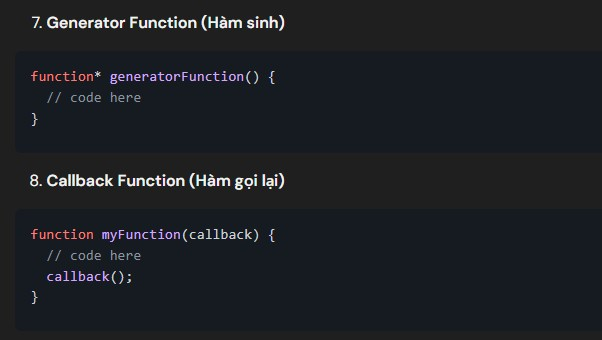 7. Generator Function (Hàm sinh)
function* generatorFunction() {
  // code here
}
8. Callback Function (Hàm gọi lại)
function myFunction(callback) {
  // code here
  callback();
}